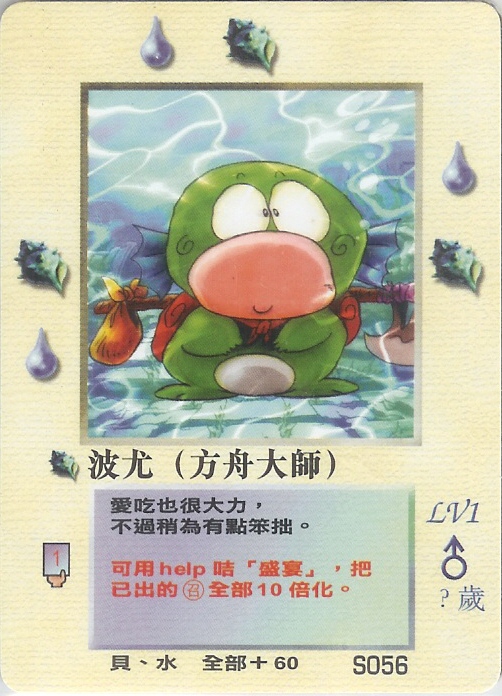 波尤（方舟大師）
愛吃也很大力，
不過稍為有點笨拙。
可用help 咭「盛宴」，把
已出的㊁全部10 倍化。
1
LV1
♂
？歲
貝、水　全部＋60
S056